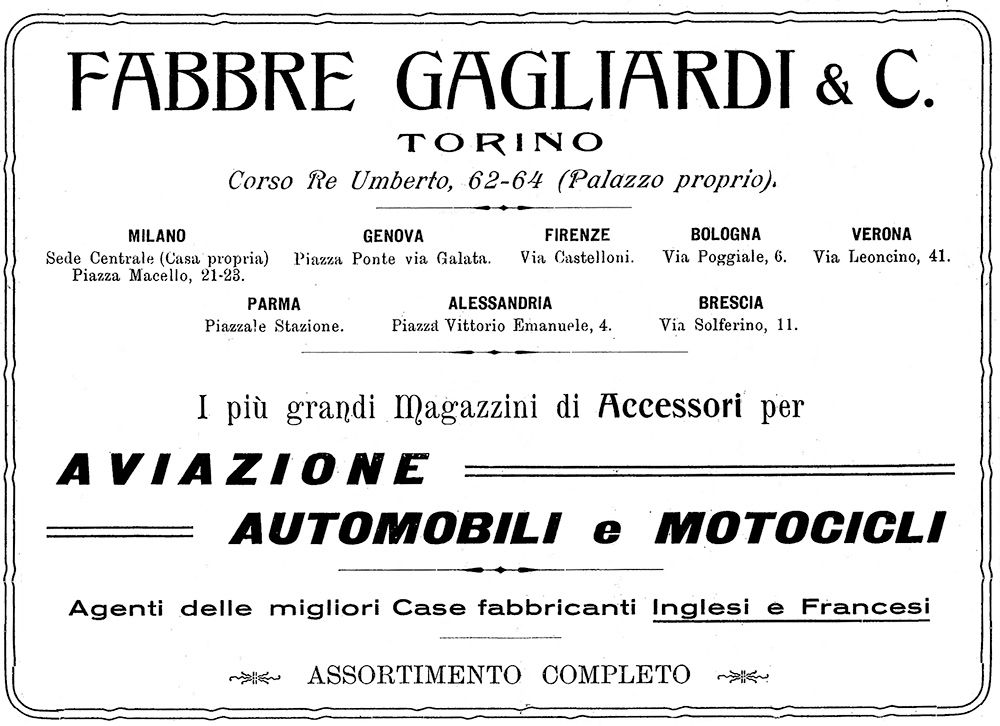 FABBRE GAGLIARDI & C.
TORINO
Corso Re Umberto, 62-64 (Palazzo proprio).
MILANO GENOVA FIRENZE BOLOGNA VERONA
Sede Centrale (Casa propria) Piazza Ponte via Galata. Via Castelloni. Via Poggiale, 6. Via Leoncino, 41.
Piazza Macello, 21-23.
PARMA ALESSANDRIA BRESCIA
Piazzale Stazione. Piazza Vittorio Emanuele, 4. Via Solferino, 11.
I più grandi Magazzini di Accessori per
AVIAZIONE
AUTOMOBILI e MOTOCICLI
Agenti delle migliori Case fabbricanti Inglesi e Francesi
ASSORTIMENTO COMPLETO